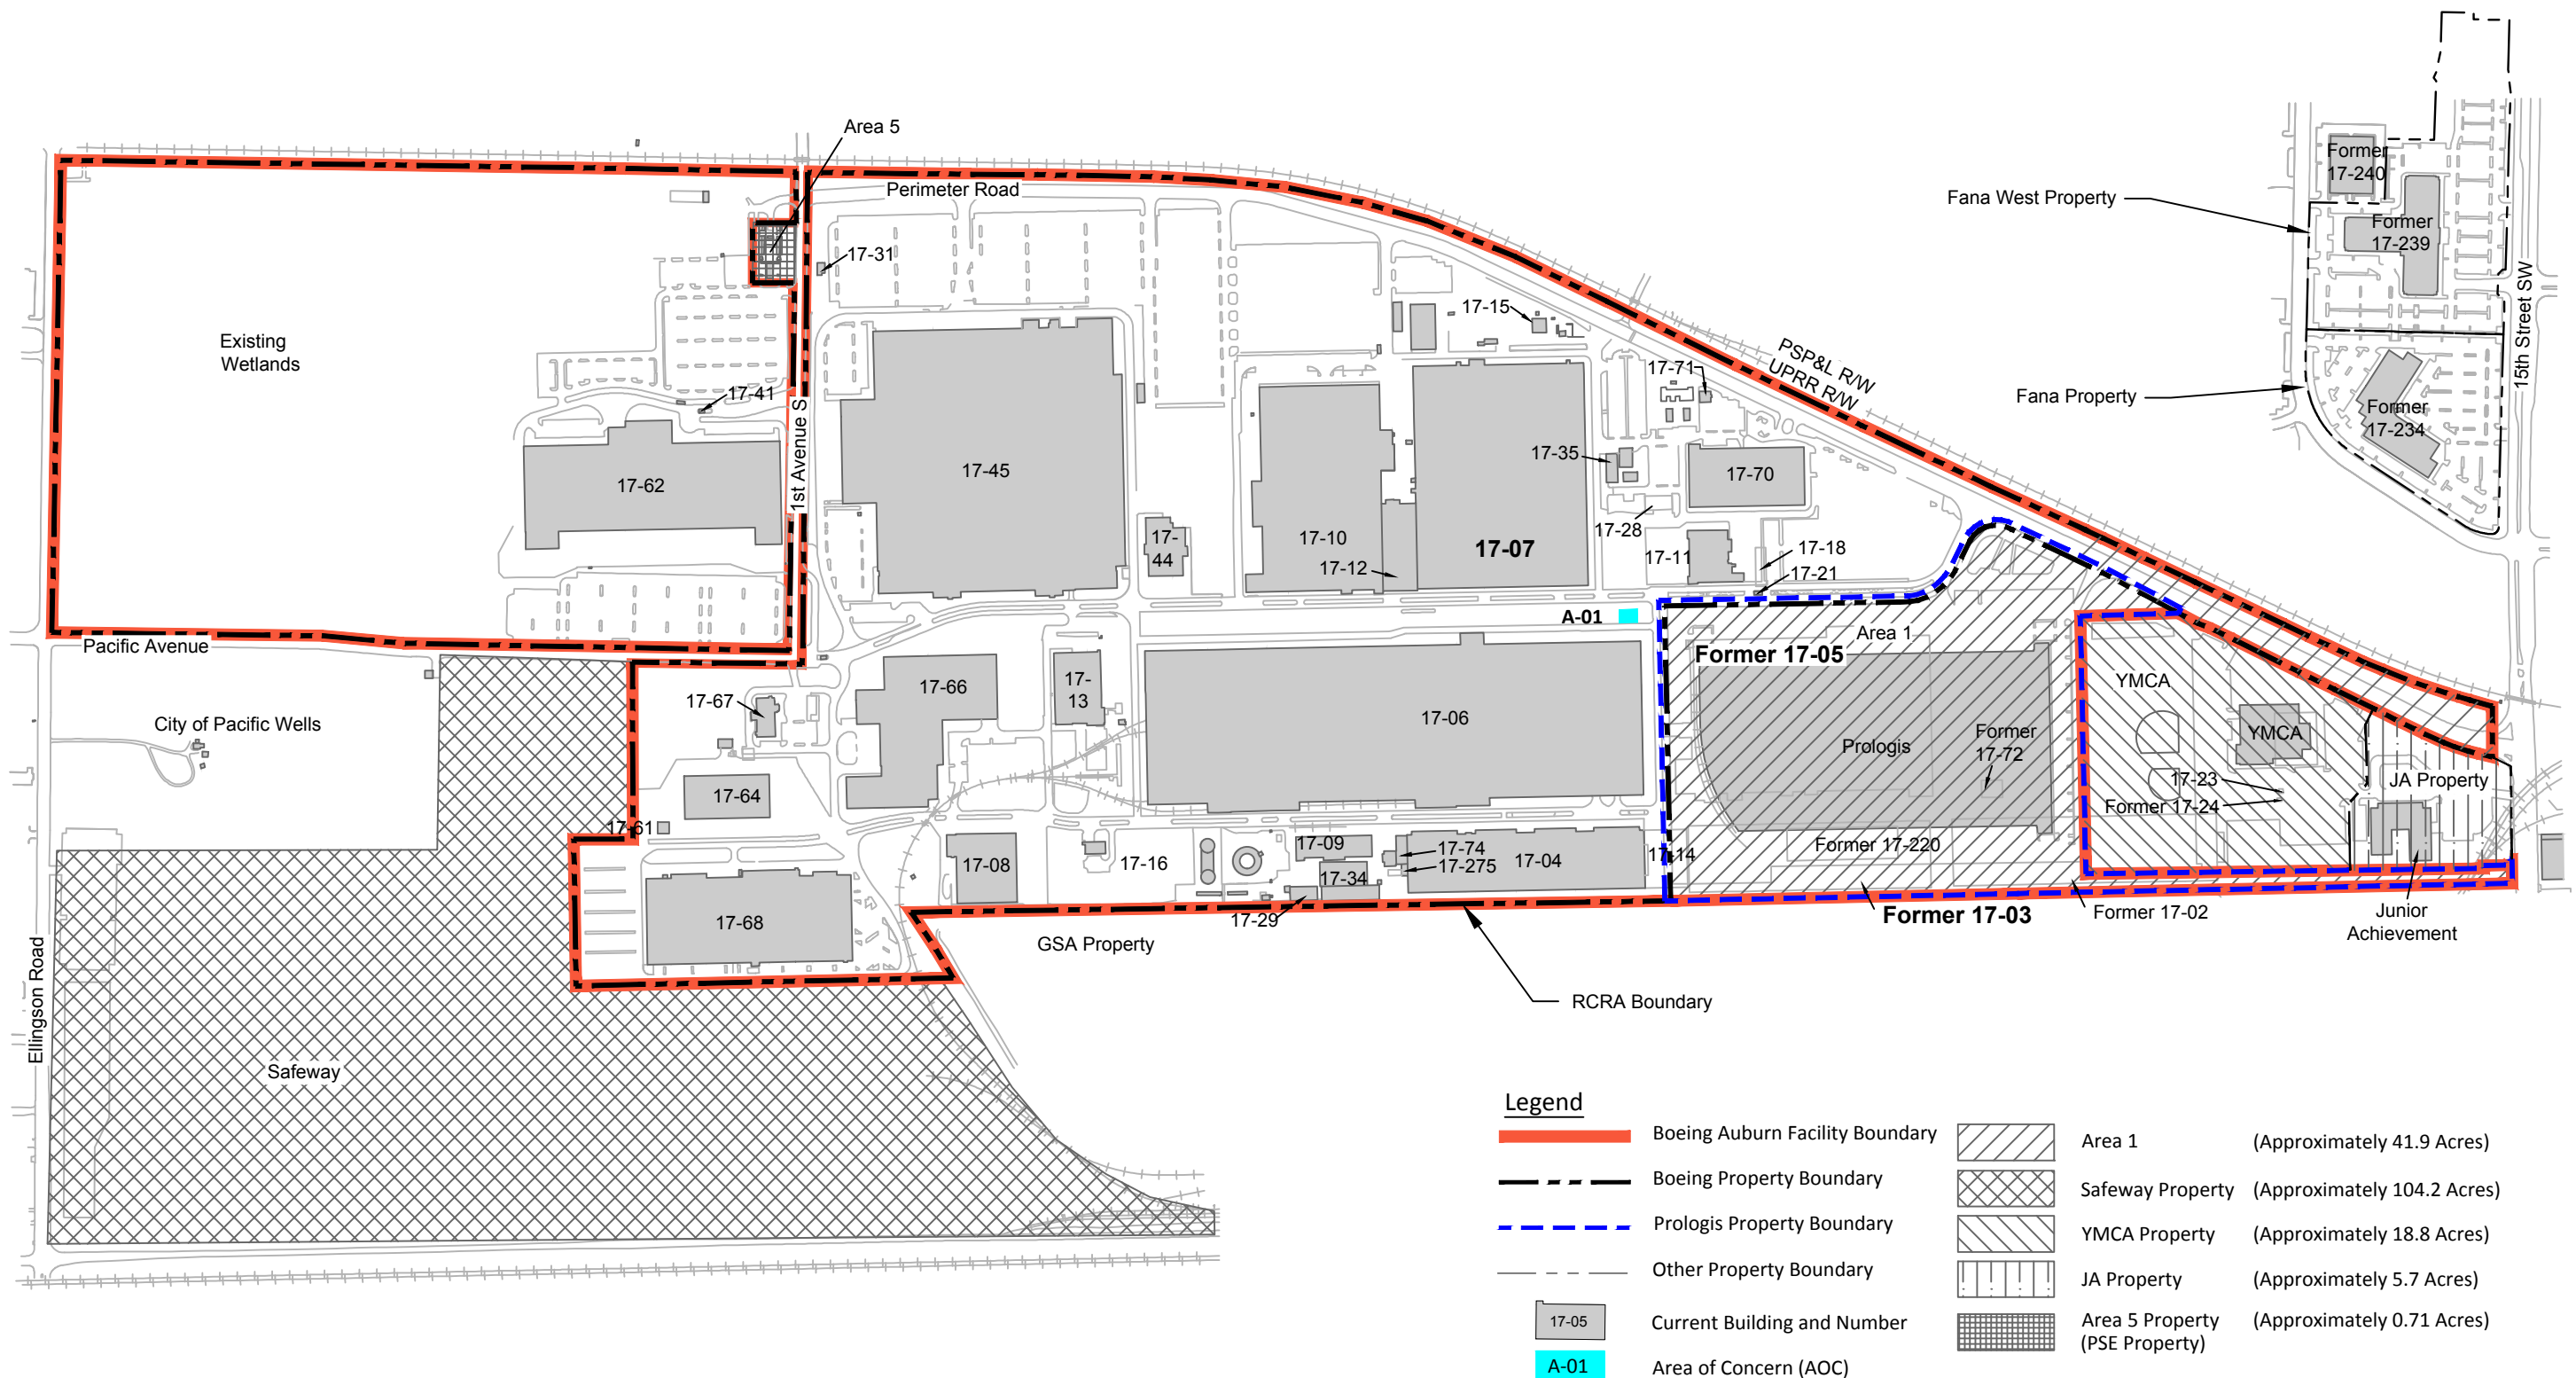 Area 5
Perimeter Road
17-31
Existing
Wetlands
17-41
1st Avenue S
17-62
17-45
17-15
17-71
PSP&L R/W
UPRR R/W
17-35
17-70
17-28
17-10
17-07
17-12
17-
44
17-11
17-18
17-21
A-01
Fana West Property
Former
17-240
Former
17-239
15th Street SW
Fana Property
Former
17-234
Pacific Avenue
City of Pacific Wells
17-67
17-66
17-
13
17-06
Area 1
Former 17-05
Prologis
Former
17-72
YMCA
YMCA
17-23
Former 17-24
JA Property
17-64
17-61
17-08
17-16
17-09
17-34
17-74
17-275
17-04
17-14
Former 17-220
17-68
17-29
GSA Property
Former 17-03
Former 17-02
Junior
Achievement
RCRA Boundary
Ellingson Road
Safeway
Legend
Boeing Auburn Facility Boundary
Boeing Property Boundary
Prologis Property Boundary
Other Property Boundary
17-05
Current Building and Number
A-01
Area of Concern (AOC)
Area 1 (Approximately 41.9 Acres)
Safeway Property (Approximately 104.2 Acres)
YMCA Property (Approximately 18.8 Acres)
JA Property (Approximately 5.7 Acres)
Area 5 Property (Approximately 0.71 Acres)
(PSE Property)